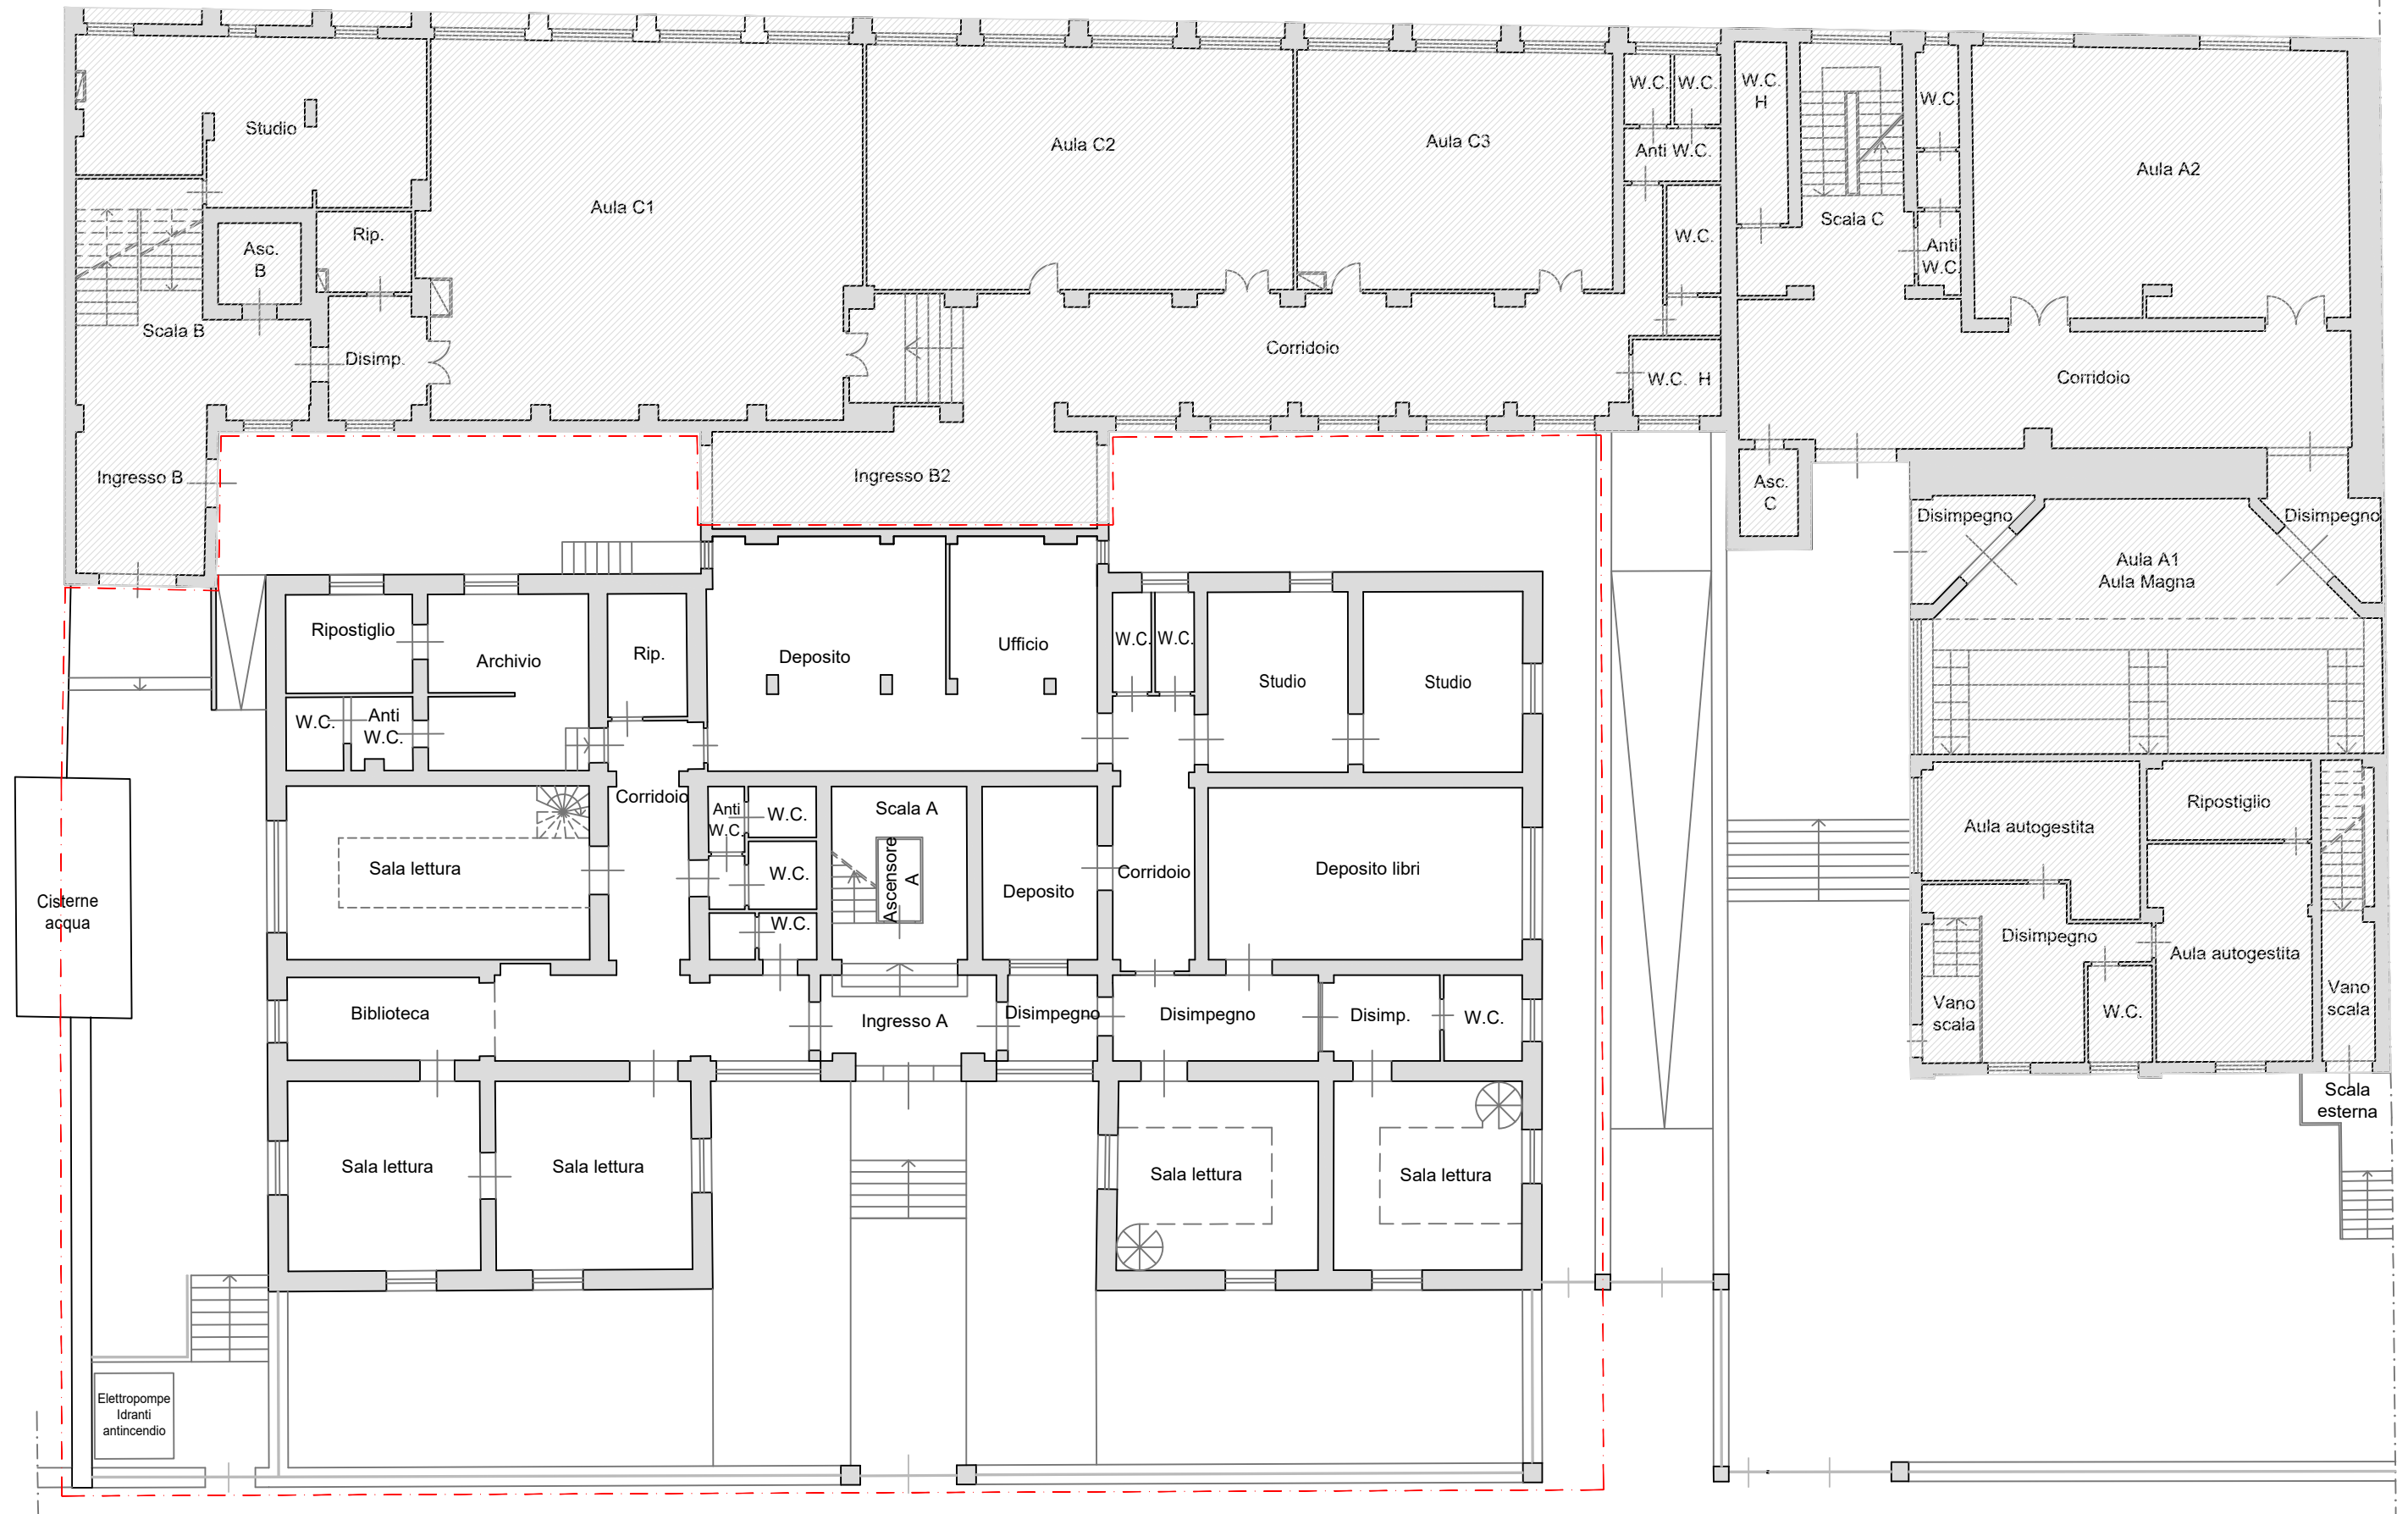 Studio
Aula C1
Aula C2
Aula C3
W.C.
W.C.
Anti W.C.
W.C.
W.C. H
W.C.
H
Scala C
W.C.
Anti
W.C.
Aula A2
Asc.
B
Rip.
Scala B
Disimp.
Corridoio
Corridoio
Ingresso B
Ingresso B2
Asc.
C
Disimpegno
Disimpegno
Aula A1
Aula Magna
Ripostiglio
Archivio
Rip.
Deposito
Ufficio
W.C.
W.C.
Studio
Studio
W.C.
Anti
W.C.
Corridoio
Anti
W.C.
W.C.
W.C.
W.C.
Scala A
Ascensore
A
Deposito
Corridoio
Deposito libri
Sala lettura
Cisterne
acqua
Aula autogestita
Ripostiglio
Disimpegno
Aula autogestita
Vano
scala
W.C.
Vano
scala
Biblioteca
Ingresso A
Disimpegno
Disimpegno
Disimp.
W.C.
Scala
esterna
Sala lettura
Sala lettura
Sala lettura
Sala lettura
Elettropompe
Idranti
antincendio